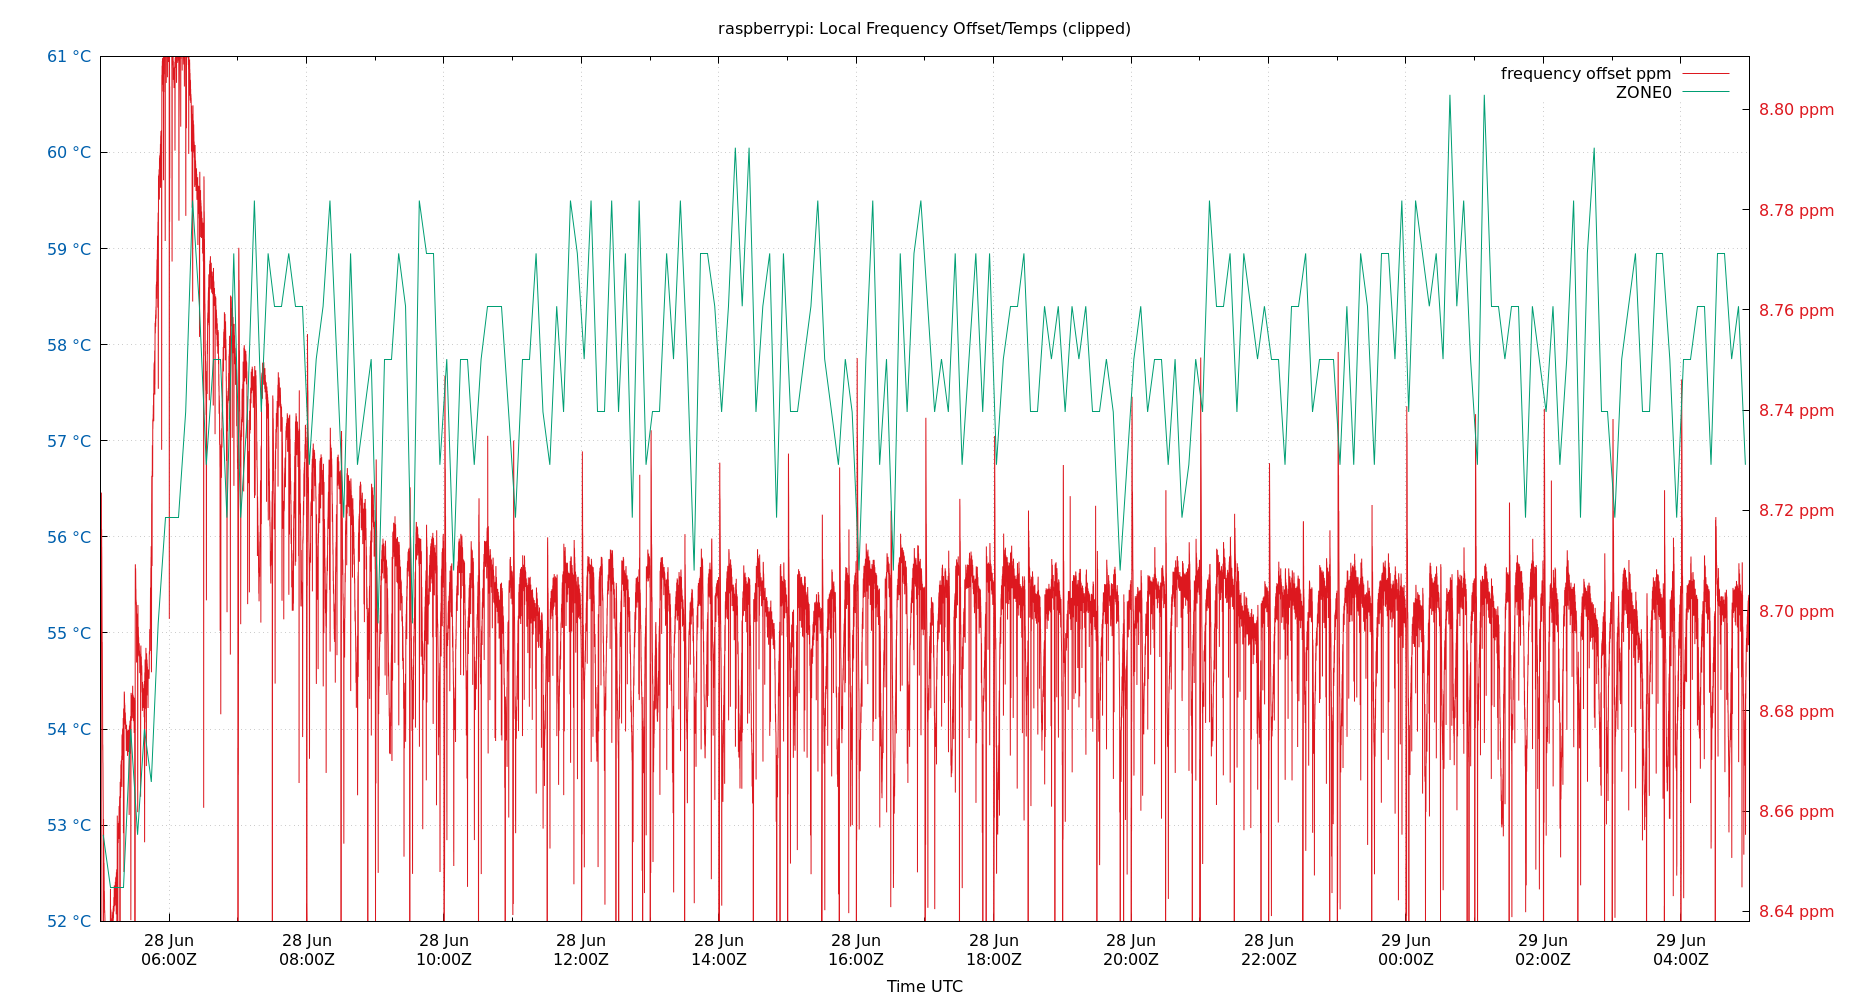 raspberrypi: Local Frequency Offset/Temps (clipped)
frequency offset ppm
ZONE0
61 °C
60 °C
59 °C
58 °C
57 °C
56 °C
55 °C
54 °C
53 °C
52 °C
8.80 ppm
8.78 ppm
8.76 ppm
8.74 ppm
8.72 ppm
8.70 ppm
8.68 ppm
8.66 ppm
8.64 ppm
28 Jun
06:00Z
28 Jun
08:00Z
28 Jun
10:00Z
28 Jun
12:00Z
28 Jun
14:00Z
28 Jun
16:00Z
28 Jun
18:00Z
28 Jun
20:00Z
28 Jun
22:00Z
29 Jun
00:00Z
29 Jun
02:00Z
29 Jun
04:00Z
Time UTC